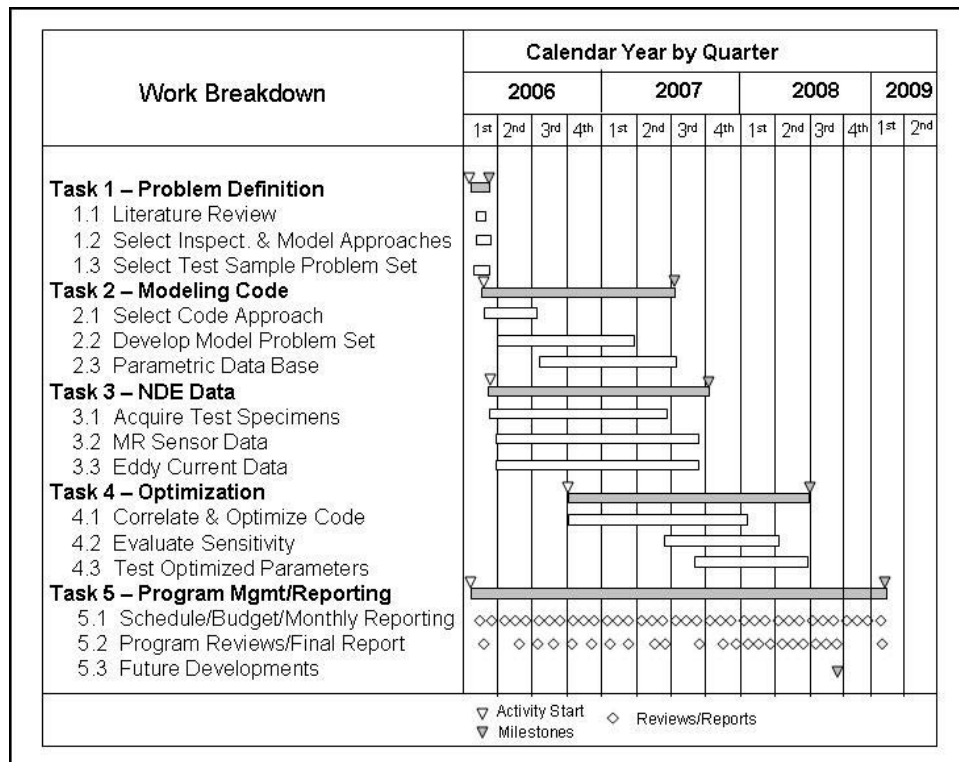 Calendar Year by Quarter
Work Breakdown
2006 2007 2008 2009
1st 2nd 3rd 4th 1st 2nd 3rd 4th 1st 2nd 3rd 4th 1st 2nd
Task 1 – Problem Definition
1.1 Literature Review
1.2 Select Inspect. & Model Approaches
1.3 Select Test Sample Problem Set
Task 2 – Modeling Code
2.1 Select Code Approach
2.2 Develop Model Problem Set
2.3 Parametric Data Base
Task 3 – NDE Data
3.1 Acquire Test Specimens
3.2 MR Sensor Data
3.3 Eddy Current Data
Task 4 – Optimization
4.1 Correlate & Optimize Code
4.2 Evaluate Sensitivity
4.3 Test Optimized Parameters
Task 5 – Program Mgmt/Reporting
5.1 Schedule/Budget/Monthly Reporting
5.2 Program Reviews/Final Report
5.3 Future Developments
Activity Start
Reviews/Reports
Milestones